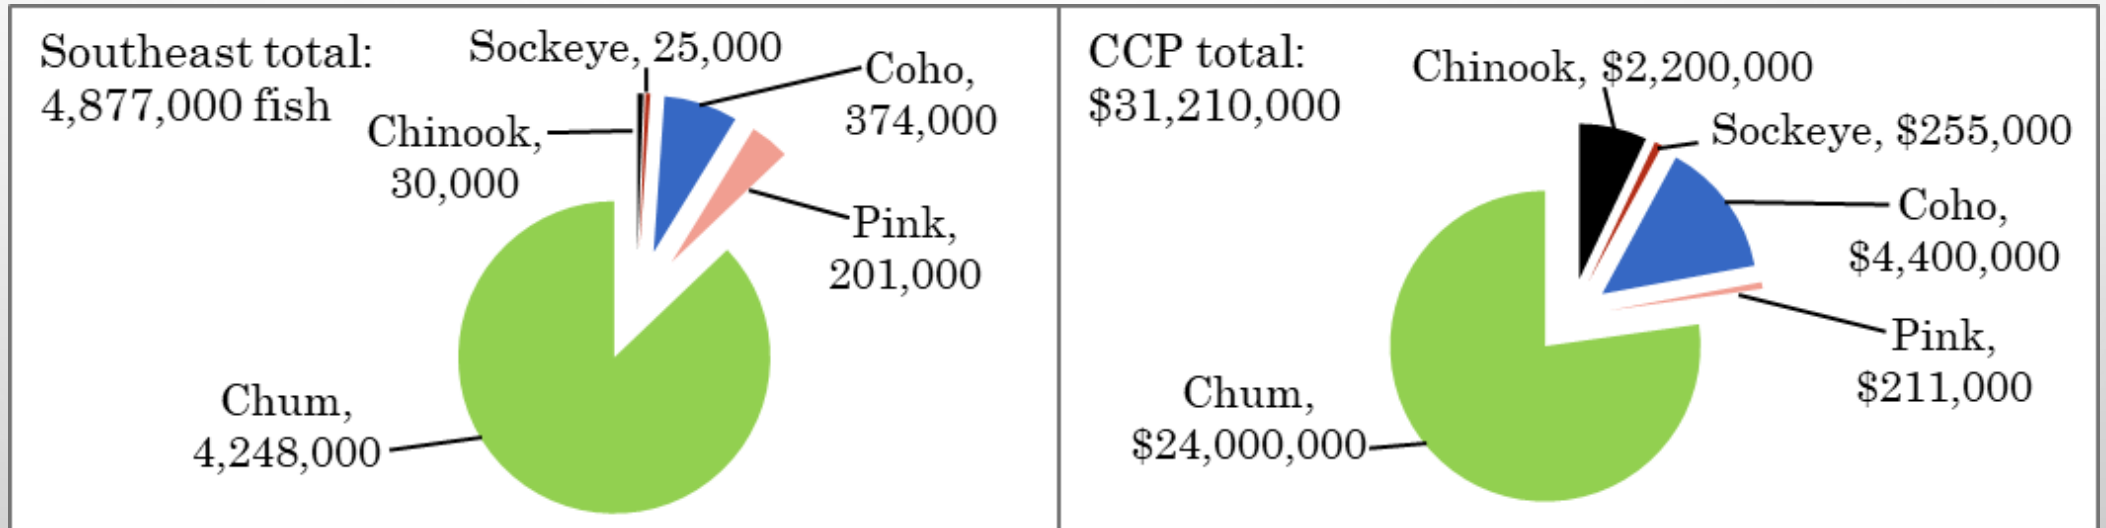 Southeast total:
4,877,000 fish
Sockeye, 25,000
Coho,
374,000
Chinook,
30,000
Pink,
201,000
Chum,
4,248,000
CCP total:
$31,210,000
Chinook, $2,200,000
Sockeye, $255,000
Coho,
$4,400,000
Pink,
$211,000
Chum,
$24,000,000